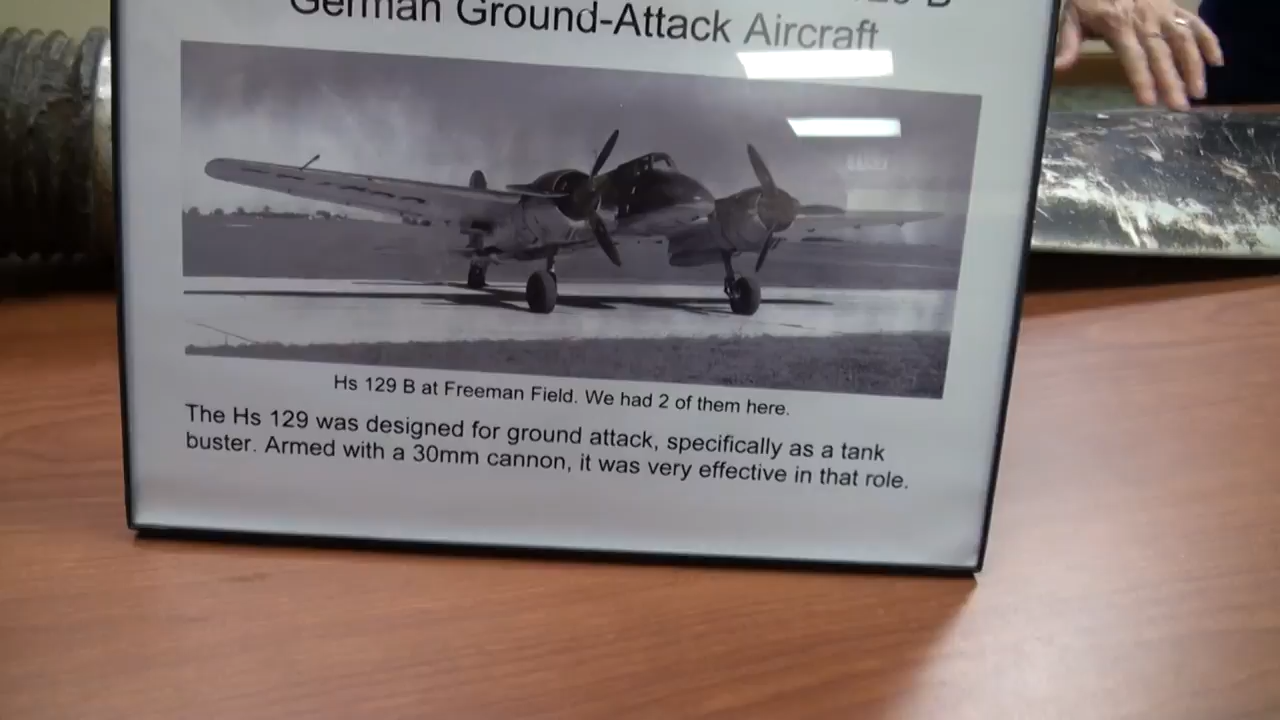 German Ground-Attack Aircraft
Hs 129 B at Freeman Field. We had 2 of them here.
The Hs 129 was designed for ground attack, specifically as a tank
buster. Armed with a 30mm cannon, it was very effective in that role.